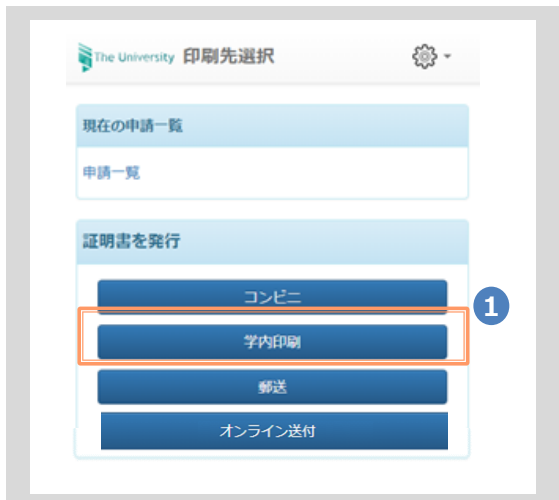 The University 印刷先選択
現在の申請一覧
申請一覧
証明書を発行
コンビニ
1
学内印刷
郵送
オンライン送付